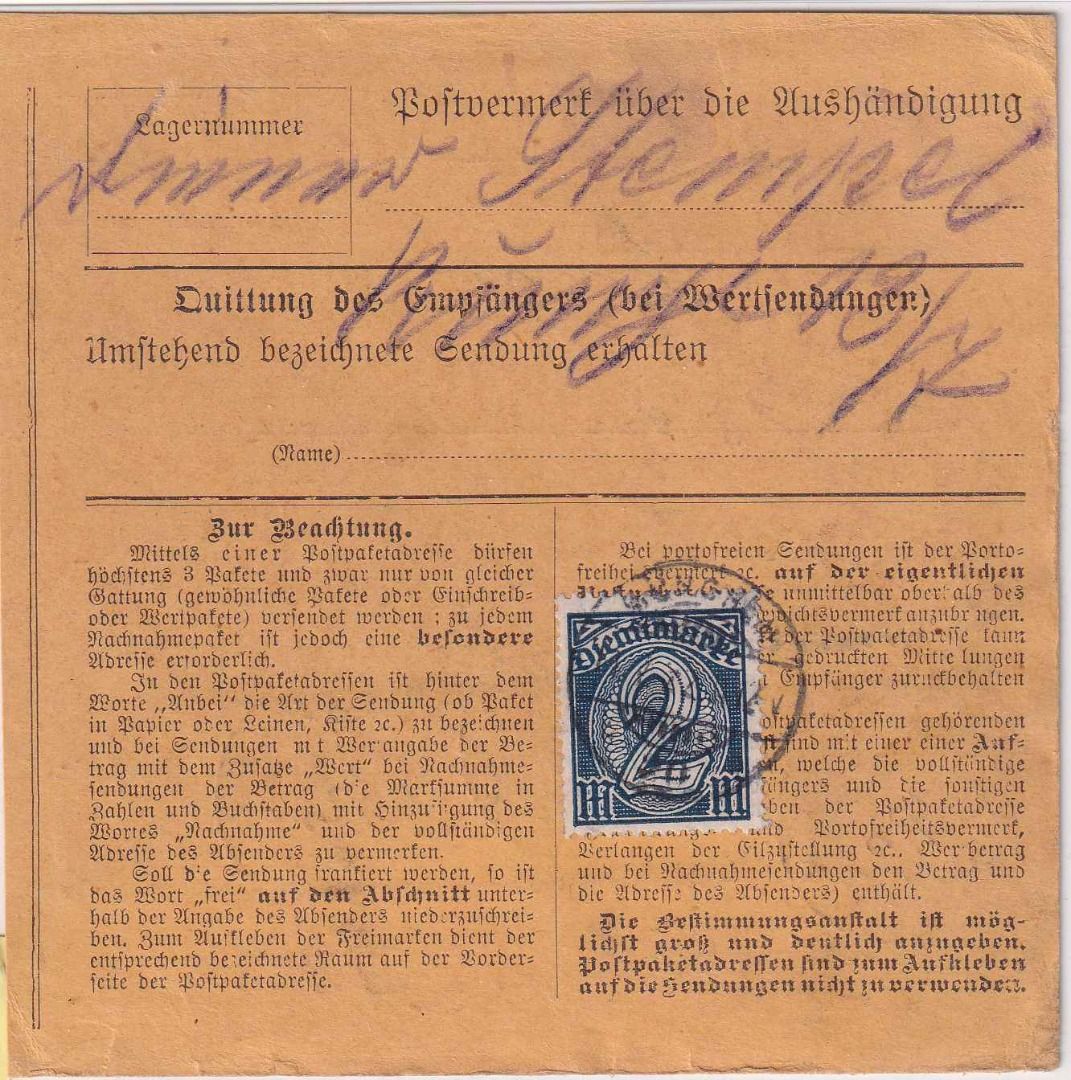 Lagernummer
Postvermerk über die Aushändigung
Stempel
Quittung des Empfängers (bei Wertsendungen)
19/7
Umstehend bezeichnete Sendung erhalten
(Name)
Zur Beachtung.
Mittels einer Postpaketadresse dürfen
höchstens 3 Pakete und zwar nur von gleicher
Gattung (gewöhnliche Pakete oder Einschreib-
oder Wertpakete) versendet werden; zu jedem
Nachnahmepaket ist jedoch eine besondere
Adresse erforderlich.
In den Postpaketadressen ist hinter dem
Worte „Anbei" die Art der Sendung (ob Paket
in Papier oder Leinen, Kiste ꝛc.) zu bezeichnen
und bei Sendungen mit Wertangabe der Be-
trag mit dem Zusatze „Wert" bei Nachnahme-
sendungen der Betrag (die Marksumme in
Zahlen und Buchstaben) mit Hinzufügung des
Wortes „Nachnahme" und der vollständigen
Adresse des Absenders zu vermerken.
Soll die Sendung frankiert werden, so ist
das Wort „frei" auf den Abschnitt unter-
halb der Angabe des Absenders niederzuschrei-
ben. Zum Aufkleben der Freimarken dient der
entsprechend bezeichnete Raum auf der Vorder-
seite der Postpaketadresse.
Bei portofreien Sendungen ist der Porto-
freiheitsvermerk ꝛc. auf der eigentlichen
unmittelbar oberhalb des
anzubringen.
der Postpaketadresse kann
gedruckten Mitteilungen
Empfänger zurückbehalten
Postpaketadressen gehörenden
sind mit einer einer Auf-
welche die vollständige
und die sonstigen
der Postpaketadresse
und Portofreiheitsvermerk,
Verlangen der Eilzustellung ꝛc., Wertbetrag
und bei Nachnahmesendungen den Betrag und
die Adresse des Absenders) enthält.
Die Bestimmungsanstalt ist mög-
lichst groß und deutlich anzugeben.
Postpaketadressen sind zum Aufkleben
auf die Sendungen nicht zu verwenden.
Dienstmarke
2
M M